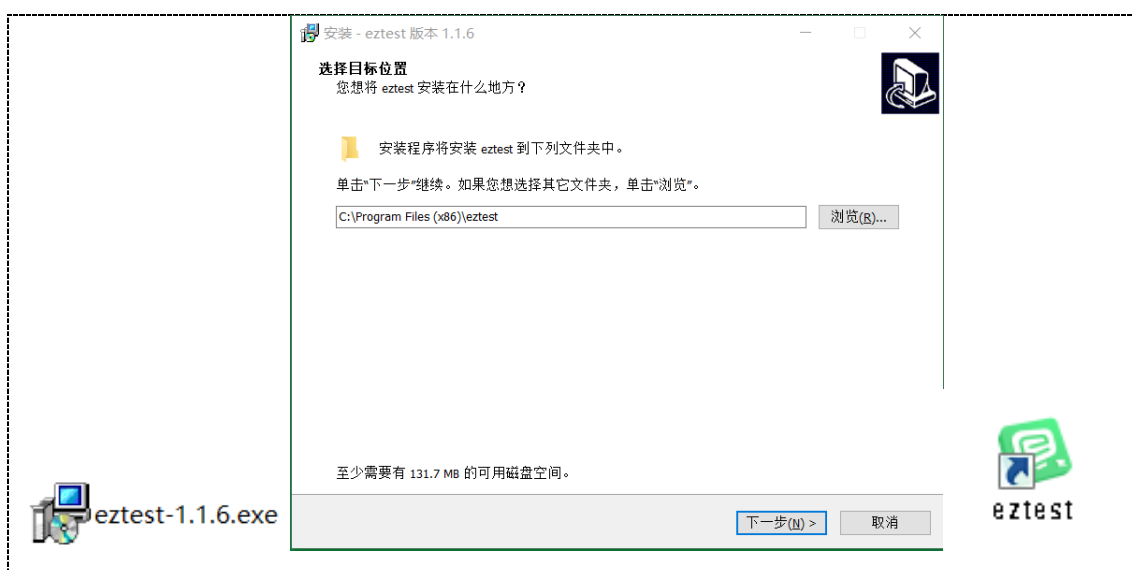 安装 - eztest 版本 1.1.6
选择目标位置
您想将 eztest 安装在什么地方？
安装程序将安装 eztest 到下列文件夹中。
单击"下一步"继续。如果您想选择其它文件夹，单击"浏览"。
C:\Program Files (x86)\eztest
浏览(R)...
至少需要有 131.7 MB 的可用磁盘空间。
eztest-1.1.6.exe
下一步(N) >
取消
eztest